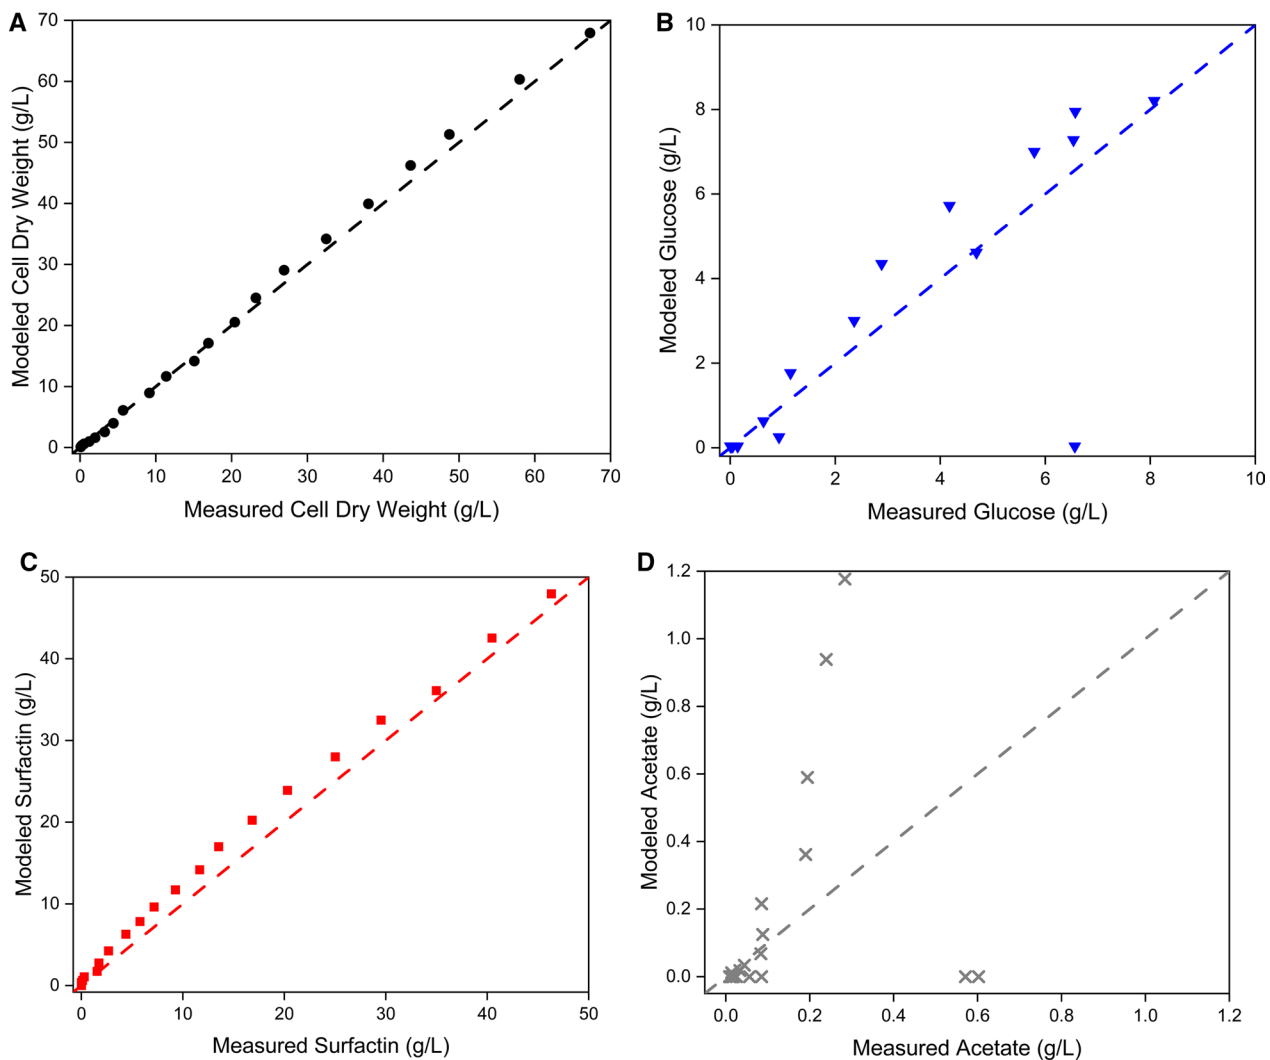 A
70
60
50
40
30
20
10
0
Modeled Cell Dry Weight (g/L)
0 10 20 30 40 50 60 70
Measured Cell Dry Weight (g/L)
B
10
8
6
4
2
0
Modeled Glucose (g/L)
0 2 4 6 8 10
Measured Glucose (g/L)
C
50
40
30
20
10
0
Modeled Surfactin (g/L)
0 10 20 30 40 50
Measured Surfactin (g/L)
D
1.2
1.0
0.8
0.6
0.4
0.2
0.0
Modeled Acetate (g/L)
0.0 0.2 0.4 0.6 0.8 1.0 1.2
Measured Acetate (g/L)